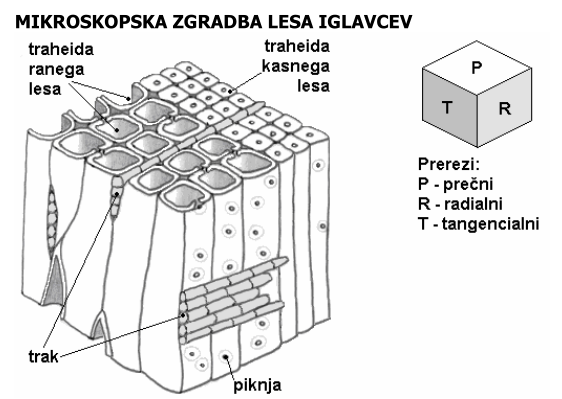 MIKROSKOPSKA ZGRADBA LESA IGLAVCEV
traheida
ranega
lesa
traheida
kasnega
lesa
P
T
R
Prerezi:
P - prečni
R - radialni
T - tangencialni
trak
piknja